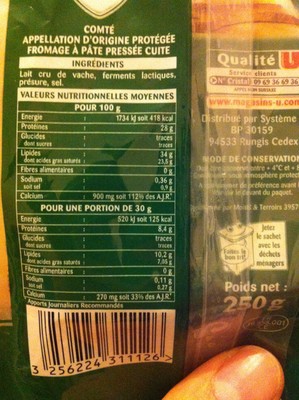 COMTÉ
APPELLATION D'ORIGINE PROTÉGÉE
FROMAGE À PÂTE PRESSÉE CUITE
INGRÉDIENTS
Lait cru de vache, ferments lactiques,
présure, sel.
VALEURS NUTRITIONNELLES MOYENNES
POUR 100 g
Energie 1734 kJ soit 418 kcal
Protéines 28 g
Glucides traces
dont sucres traces
Lipides 34 g
dont acides gras saturés 23,5 g
Fibres alimentaires 0 g
Sodium 0,36 g
soit sel 0,9 g
Calcium 900 mg soit 112% des A.J.R.*
POUR UNE PORTION DE 30 g
Energie 520 kJ soit 125 kcal
Protéines 8,4 g
Glucides traces
dont sucres traces
Lipides 10,2 g
dont acides gras saturés 7,05 g
Fibres alimentaires 0 g
Sodium 0,11 g
soit sel 0,27 g
Calcium 270 mg soit 33% des A.J.R.*
*Apports Journaliers Recommandés
3 256224 311126
Qualité U
Service clients
N° Cristal 09 69 36 69 36
APPEL NON SURTAXE
www.magasins-u.com
Distribué par Système
BP 30159
94533 Rungis Cedex
MODE DE CONSERVATION
Jetez
le sachet
avec les
déchets
ménagers
Poids net :
250g